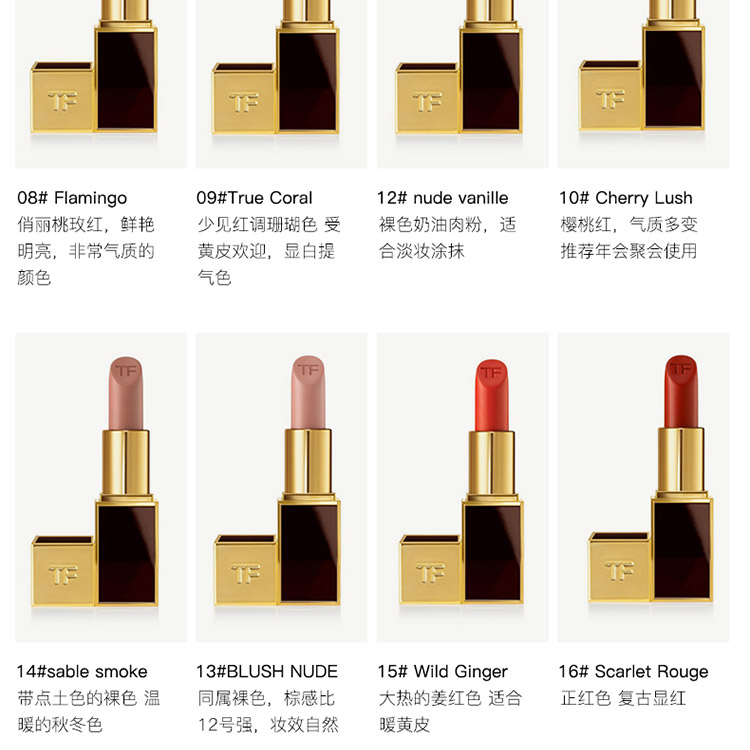 TF
TF
TF
TF
08# Flamingo
俏丽桃玫红，鲜艳
明亮，非常气质的
颜色
09#True Coral
少见红调珊瑚色 受
黄皮欢迎，显白提
气色
12# nude vanille
裸色奶油肉粉，适
合淡妆涂抹
10# Cherry Lush
樱桃红，气质多变
推荐年会聚会使用
TF
TF
TF
TF
TF
TF
TF
TF
14#sable smoke
带点土色的裸色 温
暖的秋冬色
13#BLUSH NUDE
同属裸色，棕感比
12号强，妆效自然
15# Wild Ginger
大热的姜红色 适合
暖黄皮
16# Scarlet Rouge
正红色 复古显红